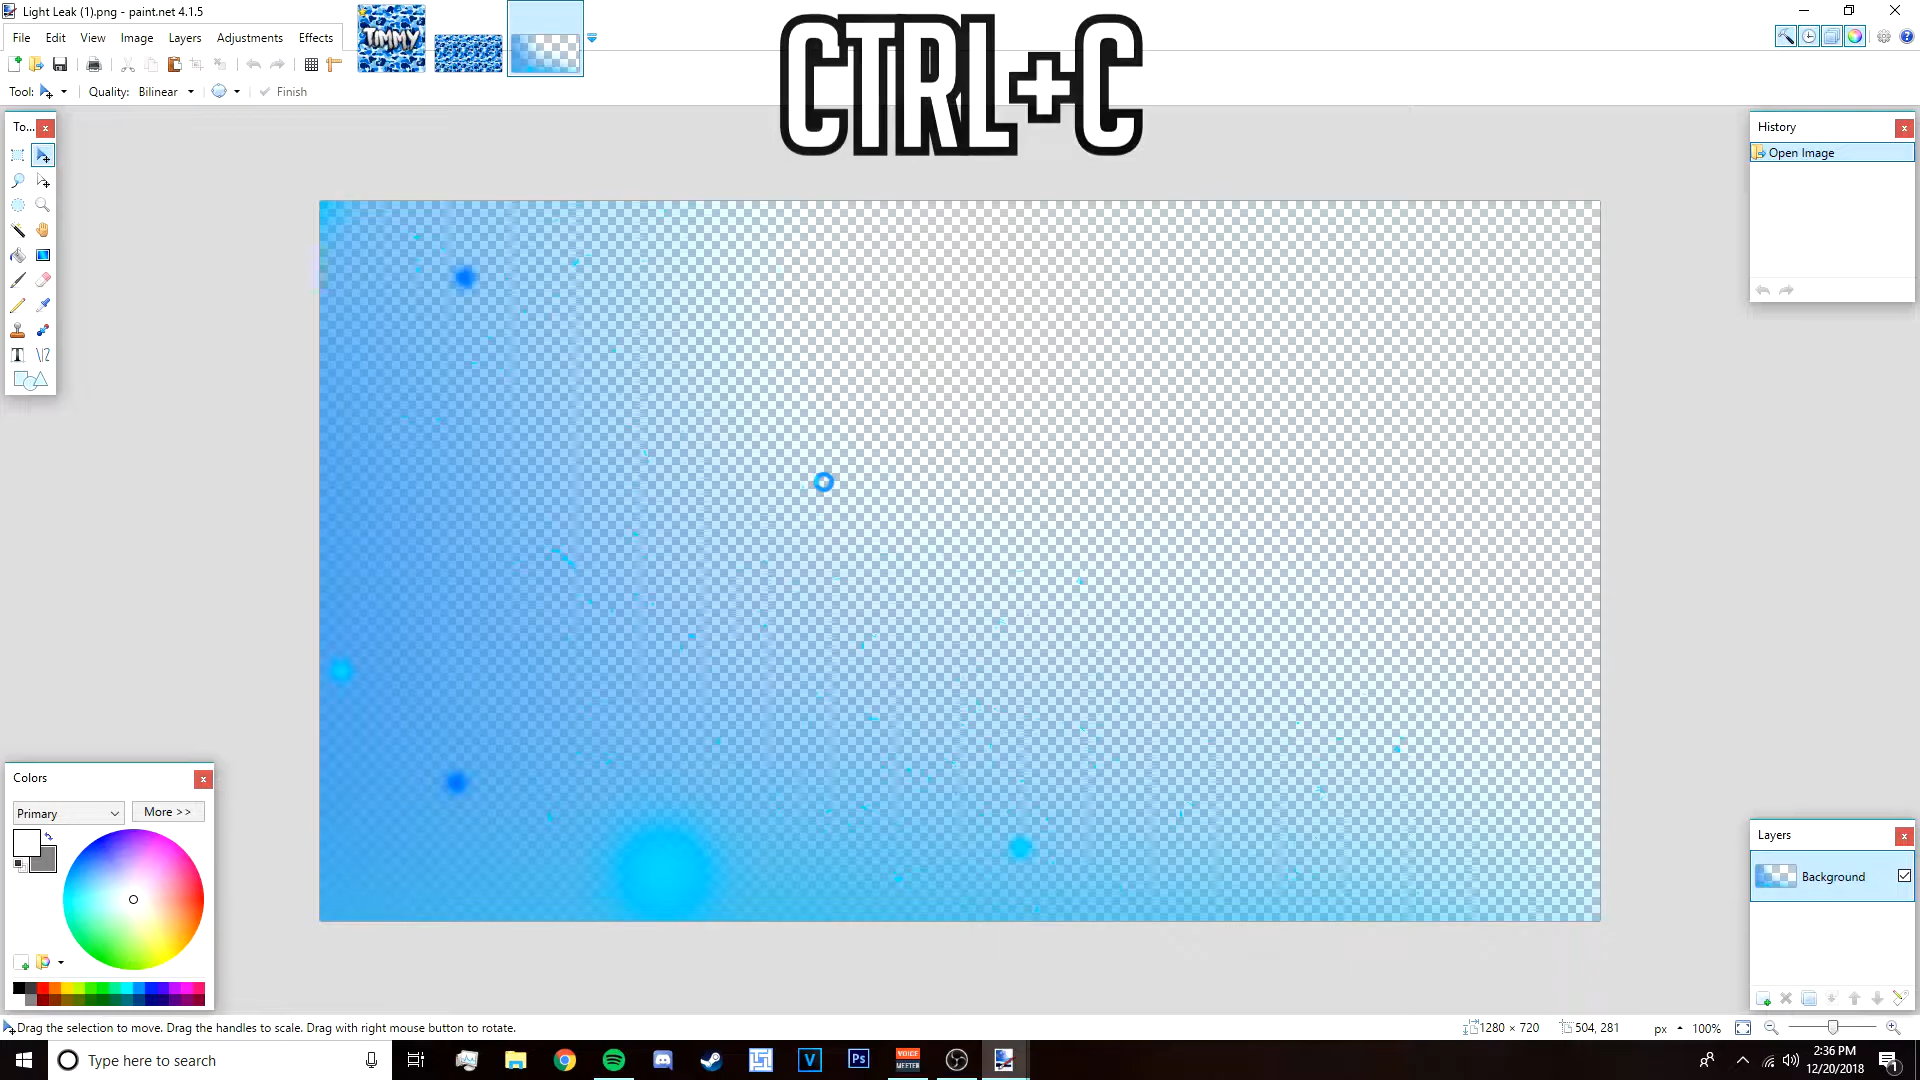 Light Leak (1).png - paint.net 4.1.5
CTRL+C
File Edit View Image Layers Adjustments Effects
TIMMY
Tool: Quality: Bilinear Finish
To...
History
Open Image
Colors
Primary More >>
Layers
Background
Drag the selection to move. Drag the handles to scale. Drag with right mouse button to rotate.
1280 × 720 504, 281 px 100%
Type here to search
V Ps VOICE MEETER
2:36 PM
12/20/2018
1